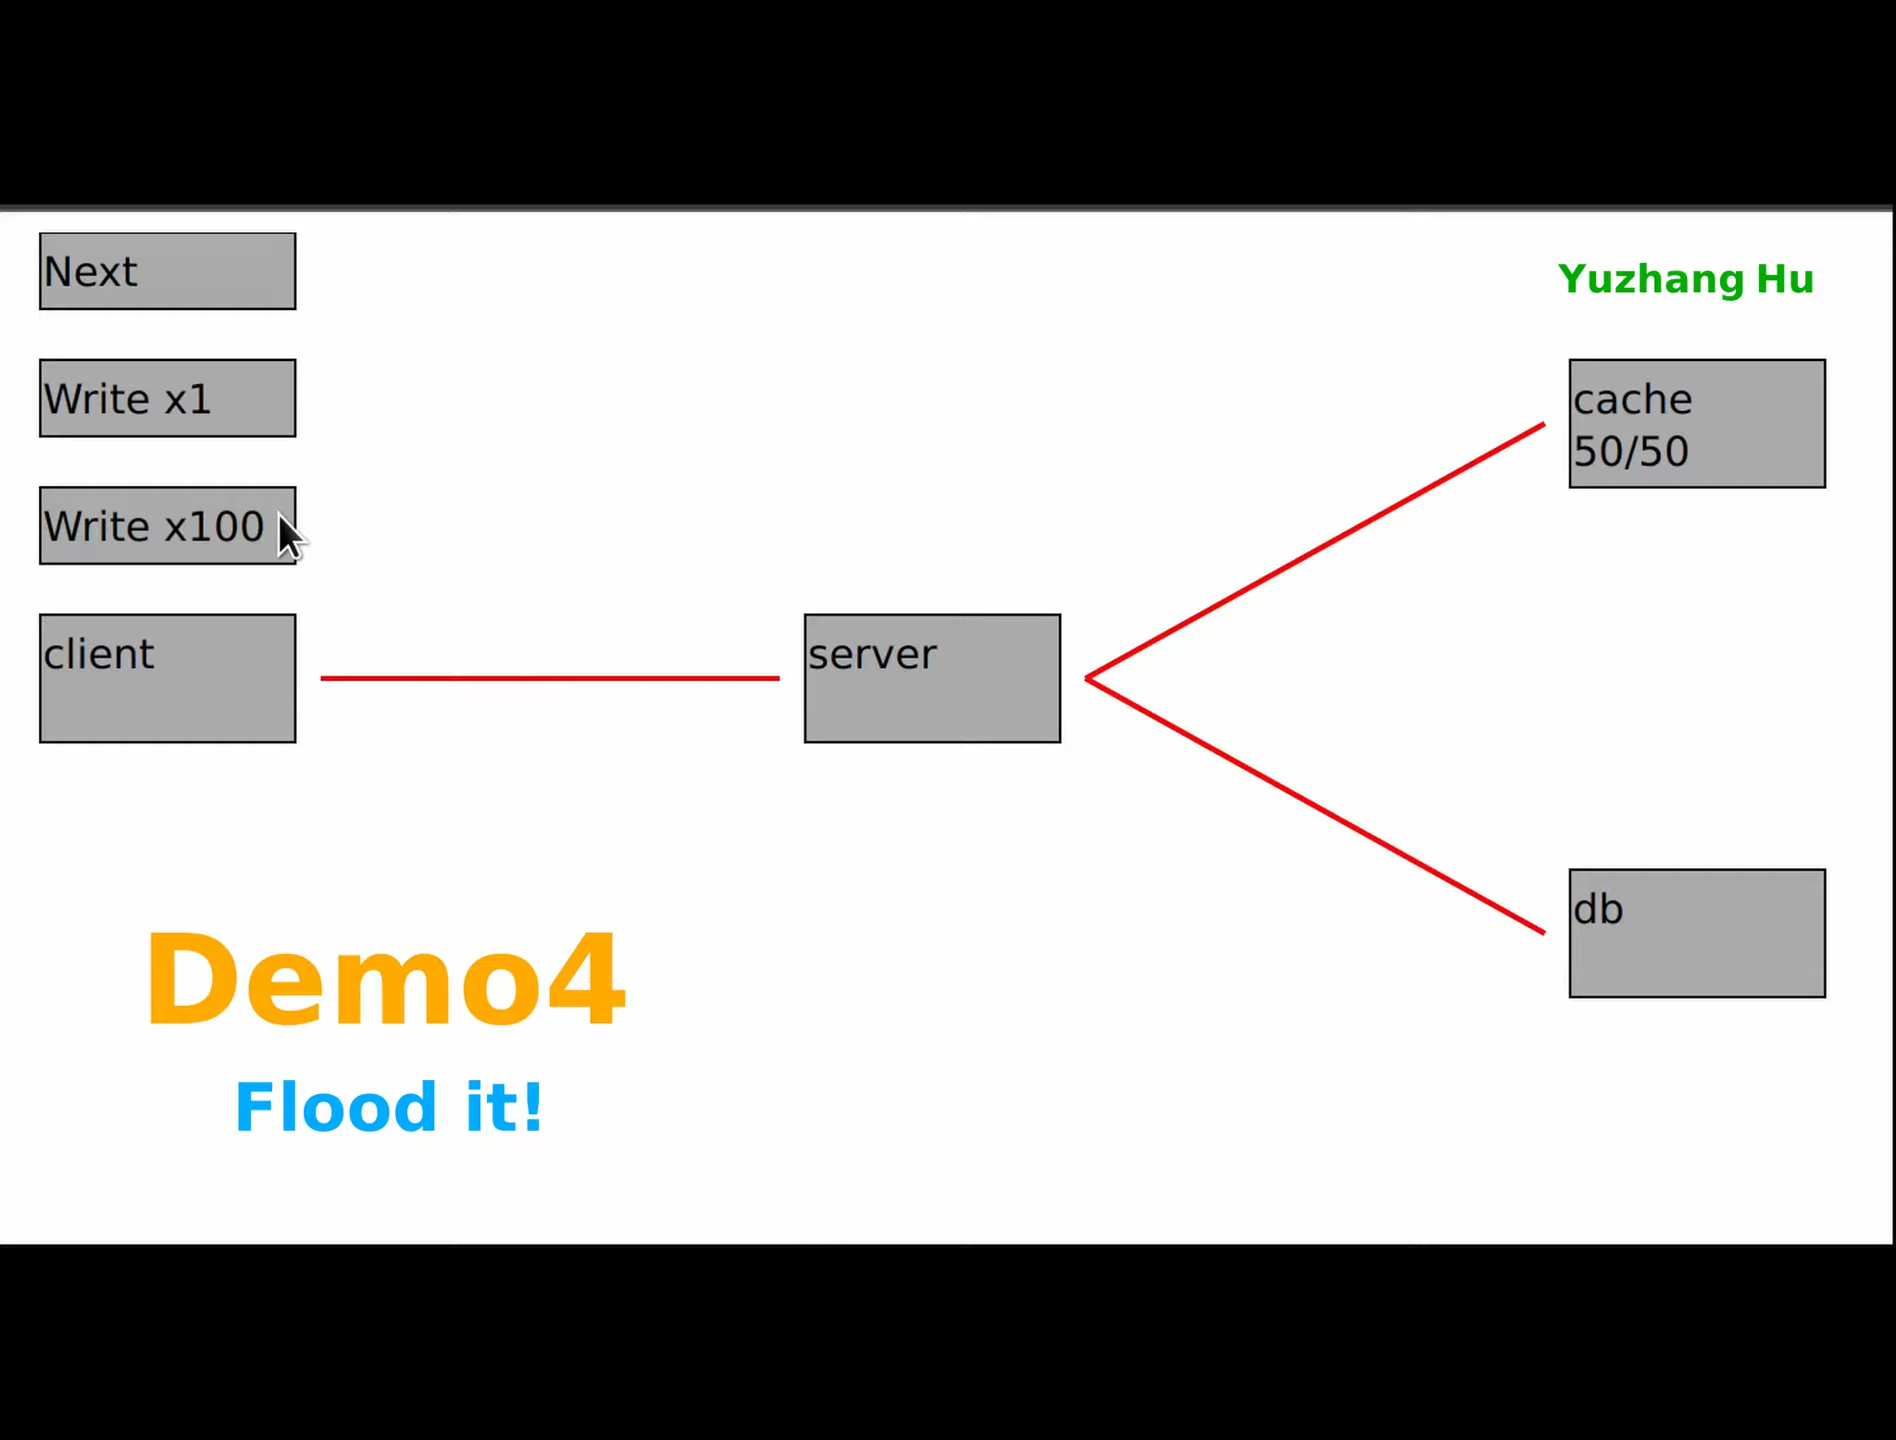 Next
Yuzhang Hu
Write x1
cache
50/50
Write x100
client
server
db
Demo4
Flood it!